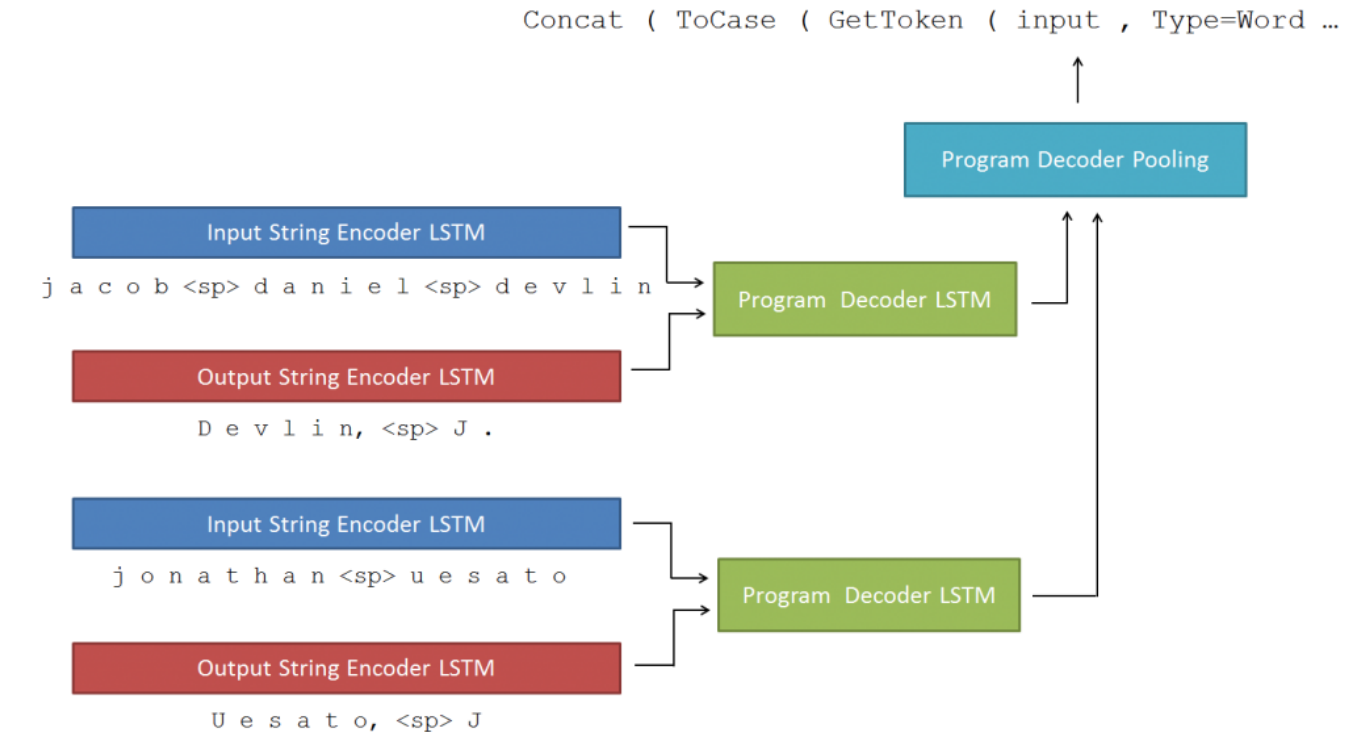 Concat ( ToCase ( GetToken ( input , Type=Word …
Program Decoder Pooling
Input String Encoder LSTM
j a c o b <sp> d a n i e l <sp> d e v l i n
Program Decoder LSTM
Output String Encoder LSTM
D e v l i n, <sp> J .
Input String Encoder LSTM
j o n a t h a n <sp> u e s a t o
Program Decoder LSTM
Output String Encoder LSTM
U e s a t o, <sp> J